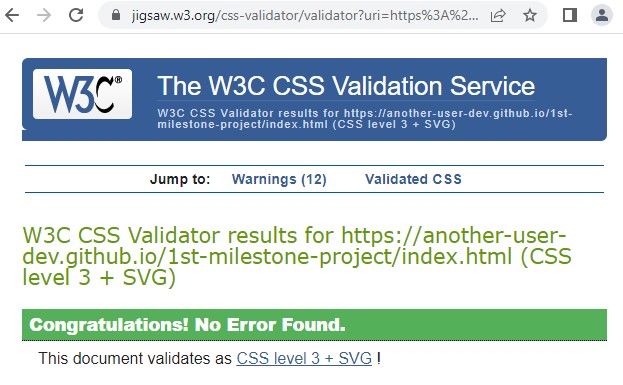 jigsaw.w3.org/css-validator/validator?uri=https%3A%2...
W3C®
The W3C CSS Validation Service
W3C CSS Validator results for https://another-user-dev.github.io/1st-
milestone-project/index.html (CSS level 3 + SVG)
Jump to: Warnings (12) Validated CSS
W3C CSS Validator results for https://another-user-
dev.github.io/1st-milestone-project/index.html (CSS
level 3 + SVG)
Congratulations! No Error Found.
This document validates as CSS level 3 + SVG !